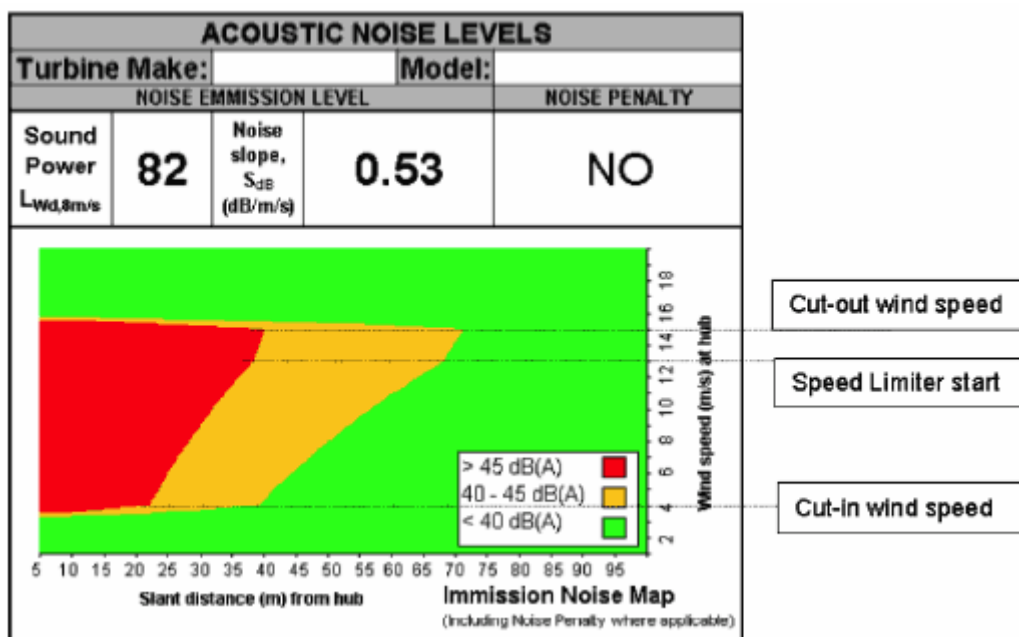 ACOUSTIC NOISE LEVELS
Turbine Make: Model:
NOISE EMMISSION LEVEL NOISE PENALTY
Sound Power LWd,8m/s 82 Noise slope, SdB (dB/m/s) 0.53 NO
18
16
14
12
10
8
6
4
2
Wind speed (m/s) at hub
Cut-out wind speed
Speed Limiter start
Cut-in wind speed
> 45 dB(A)
40 - 45 dB(A)
< 40 dB(A)
5 10 15 20 25 30 35 40 45 50 55 60 65 70 75 80 85 90 95
Slant distance (m) from hub
Immission Noise Map
(Including Noise Penalty where applicable)